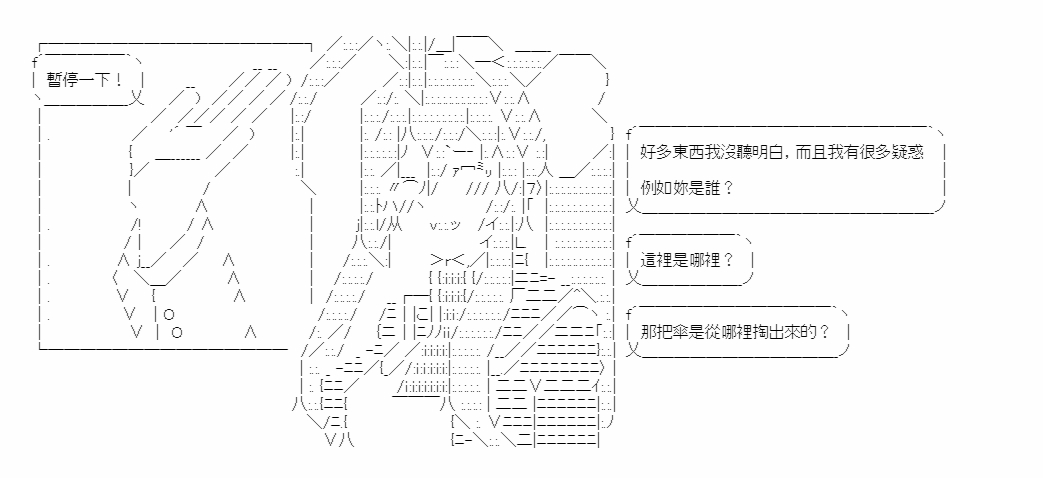 暫停一下！
好多東西我沒聽明白，而且我有很多疑惑
例如妳是誰？
這裡是哪裡？
那把傘是從哪裡掏出來的？